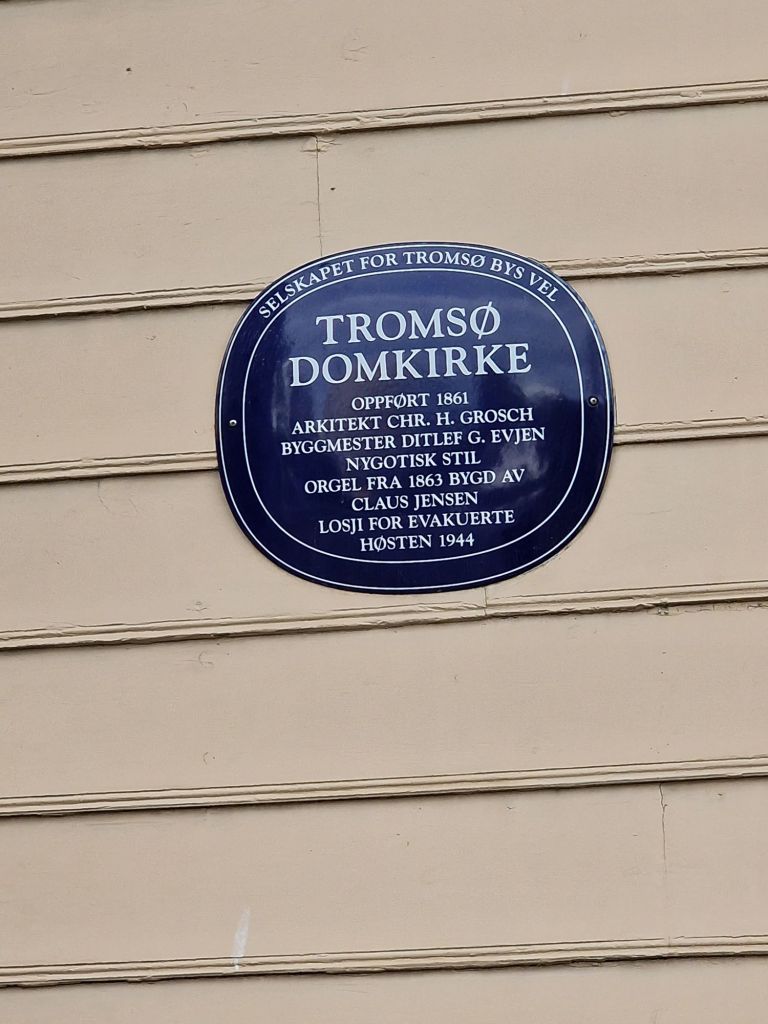 SELSKAPET FOR TROMSØ BYS VEL
TROMSØ
DOMKIRKE
OPPFØRT 1861
ARKITEKT CHR. H. GROSCH
BYGGMESTER DITLEF G. EVJEN
NYGOTISK STIL
ORGEL FRA 1863 BYGD AV
CLAUS JENSEN
LOSJI FOR EVAKUERTE
HØSTEN 1944